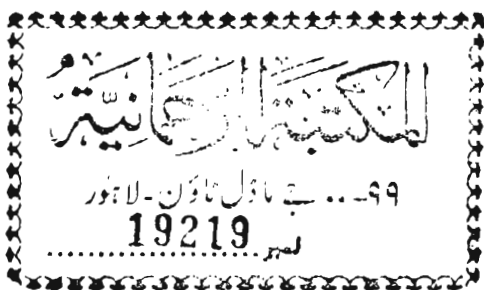 المكتبة الرحمانية
۹۹۔۔۔ جے ماڈل ٹاؤن۔ لاہور
نمبر 19219